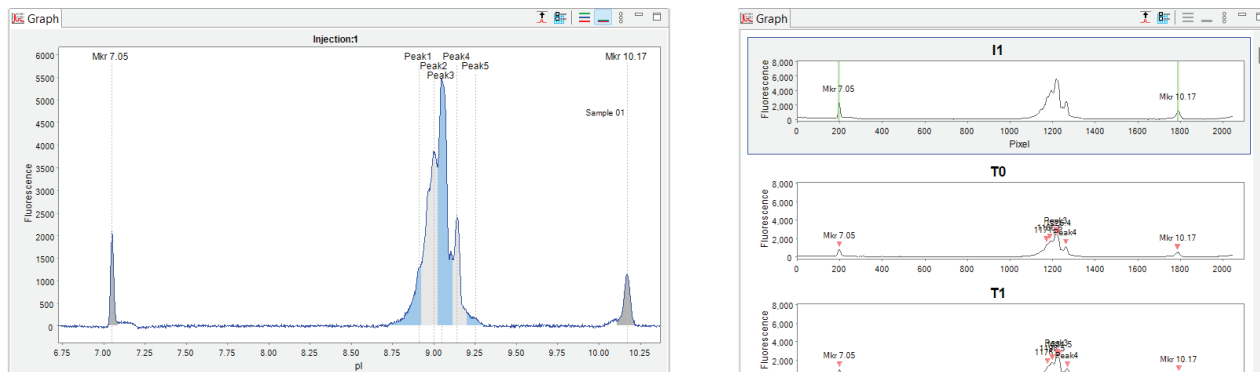 Graph
Injection:1
6000
5500
5000
4500
4000
3500
3000
2500
2000
1500
1000
500
0
Fluorescence
Mkr 7.05
Peak1
Peak2
Peak3
Peak4
Peak5
Mkr 10.17
Sample 01
6.75 7.00 7.25 7.50 7.75 8.00 8.25 8.50 8.75 9.00 9.25 9.50 9.75 10.00 10.25
pI
Graph
I1
8,000
6,000
4,000
2,000
0
Fluorescence
Mkr 7.05
Mkr 10.17
0 200 400 600 800 1000 1200 1400 1600 1800 2000
Pixel
T0
8,000
6,000
4,000
2,000
0
Fluorescence
Mkr 7.05
Peak3
Peak4
Mkr 10.17
0 200 400 600 800 1000 1200 1400 1600 1800 2000
T1
8,000
6,000
4,000
2,000
Fluorescence
Mkr 7.05
Peak3
Peak4
Mkr 10.17